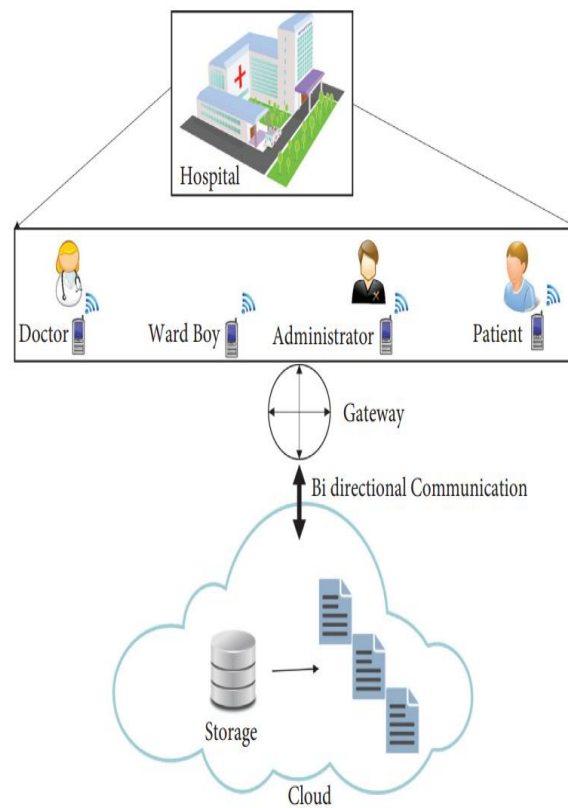 Hospital
Doctor
Ward Boy
Administrator
Patient
Gateway
Bi directional Communication
Storage
Cloud